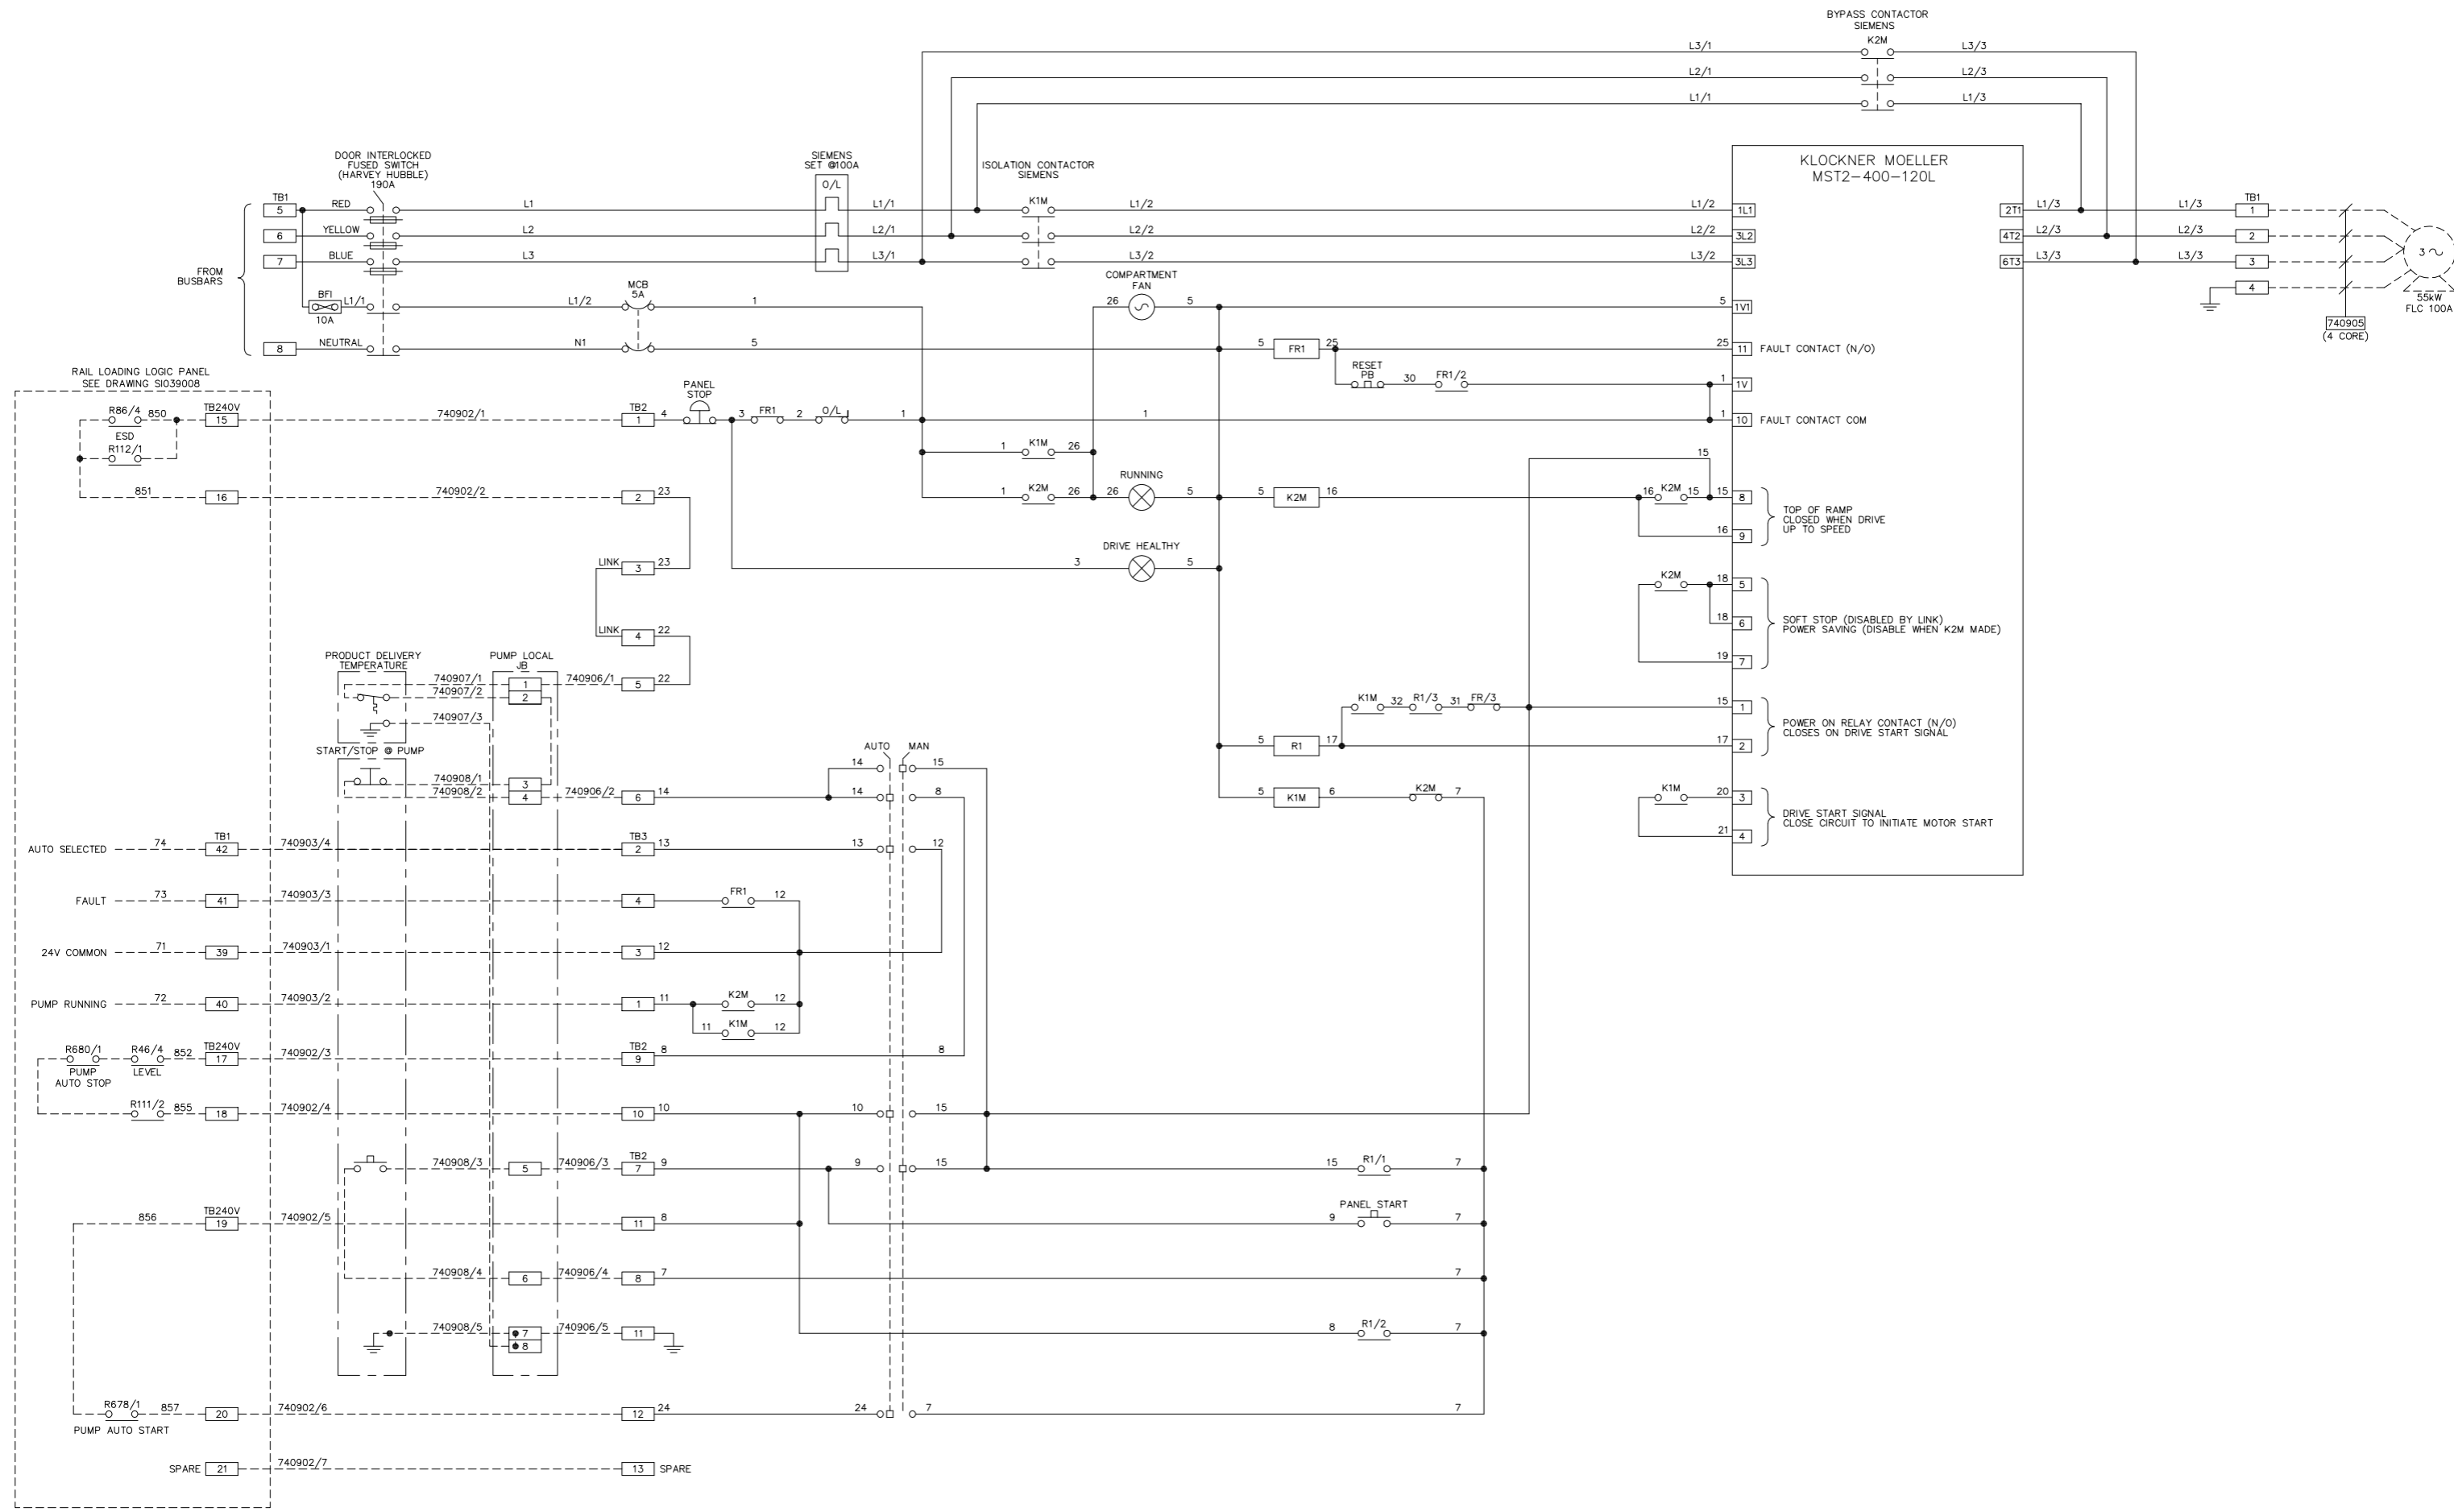 BYPASS CONTACTOR
SIEMENS
K2M
L3/1
L3/3
L2/1
L2/3
L1/1
L1/3
DOOR INTERLOCKED
FUSED SWITCH
(HARVEY HUBBLE)
190A
SIEMENS
SET @100A
O/L
ISOLATION CONTACTOR
SIEMENS
KLOCKNER MOELLER
MST2-400-120L
TB1
5 RED L1 L1/1 K1M L1/2 L1/2 1L1 2T1 L1/3 L1/3 TB1 1
6 YELLOW L2 L2/1 L2/2 L2/2 3L2 4T2 L2/3 L2/3 2
7 BLUE L3 L3/1 L3/2 L3/2 3L3 6T3 L3/3 L3/3 3
3
4
55kW
FLC 100A
740905
(4 CORE)
FROM
BUSBARS
BF1 L1/1 L1/2
10A
MCB
5A
1
COMPARTMENT
FAN
26 5 5 1V1
8 NEUTRAL N1 5 5 FR1 25 25 11 FAULT CONTACT (N/O)
RESET
PB
30 FR1/2 1 1V
RAIL LOADING LOGIC PANEL
SEE DRAWING SI039008
R86/4 850 TB240V 15 740902/1 TB2 1 4
PANEL
STOP
3 FR1 2 O/L 1 1 1 10 FAULT CONTACT COM
ESD
R112/1
1 K1M 26
15
851 16 740902/2 2 23
1 K2M 26 26 RUNNING 5 5 K2M 16 16 K2M 15 15 8
16 9
TOP OF RAMP
CLOSED WHEN DRIVE
UP TO SPEED
LINK 3 23
3 DRIVE HEALTHY 5
K2M 18 5
18 6
19 7
SOFT STOP (DISABLED BY LINK)
POWER SAVING (DISABLE WHEN K2M MADE)
LINK 4 22
PRODUCT DELIVERY
TEMPERATURE
PUMP LOCAL
JB
740907/1 1 740906/1 5 22
740907/2 2
740907/3
K1M 32 R1/3 31 FR/3 15 1
5 R1 17 17 2
POWER ON RELAY CONTACT (N/O)
CLOSES ON DRIVE START SIGNAL
START/STOP @ PUMP
AUTO MAN
14 15
740908/1 3
740908/2 4 740906/2 6 14 14 8
5 K1M 6 K2M 7
K1M 20 3
21 4
DRIVE START SIGNAL
CLOSE CIRCUIT TO INITIATE MOTOR START
AUTO SELECTED 74 TB1 42 740903/4 TB3 2 13 13 12
FAULT 73 41 740903/3 4 FR1 12
24V COMMON 71 39 740903/1 3 12
PUMP RUNNING 72 40 740903/2 1 11 K2M 12
11 K1M 12
R680/1 R46/4 852 TB240V 17 740902/3 TB2 9 8 8
PUMP
AUTO STOP
LEVEL
R111/2 855 18 740902/4 10 10 10 15
740908/3 5 740906/3 TB2 7 9 9 15 15 R1/1 7
856 TB240V 19 740902/5 11 8
PANEL START
9 7
740908/4 6 740906/4 8 7 7
740908/5 7 740906/5 11
8
8 R1/2 7
R678/1 857 20 740902/6 12 24 24 7 7
PUMP AUTO START
SPARE 21 740902/7 13 SPARE